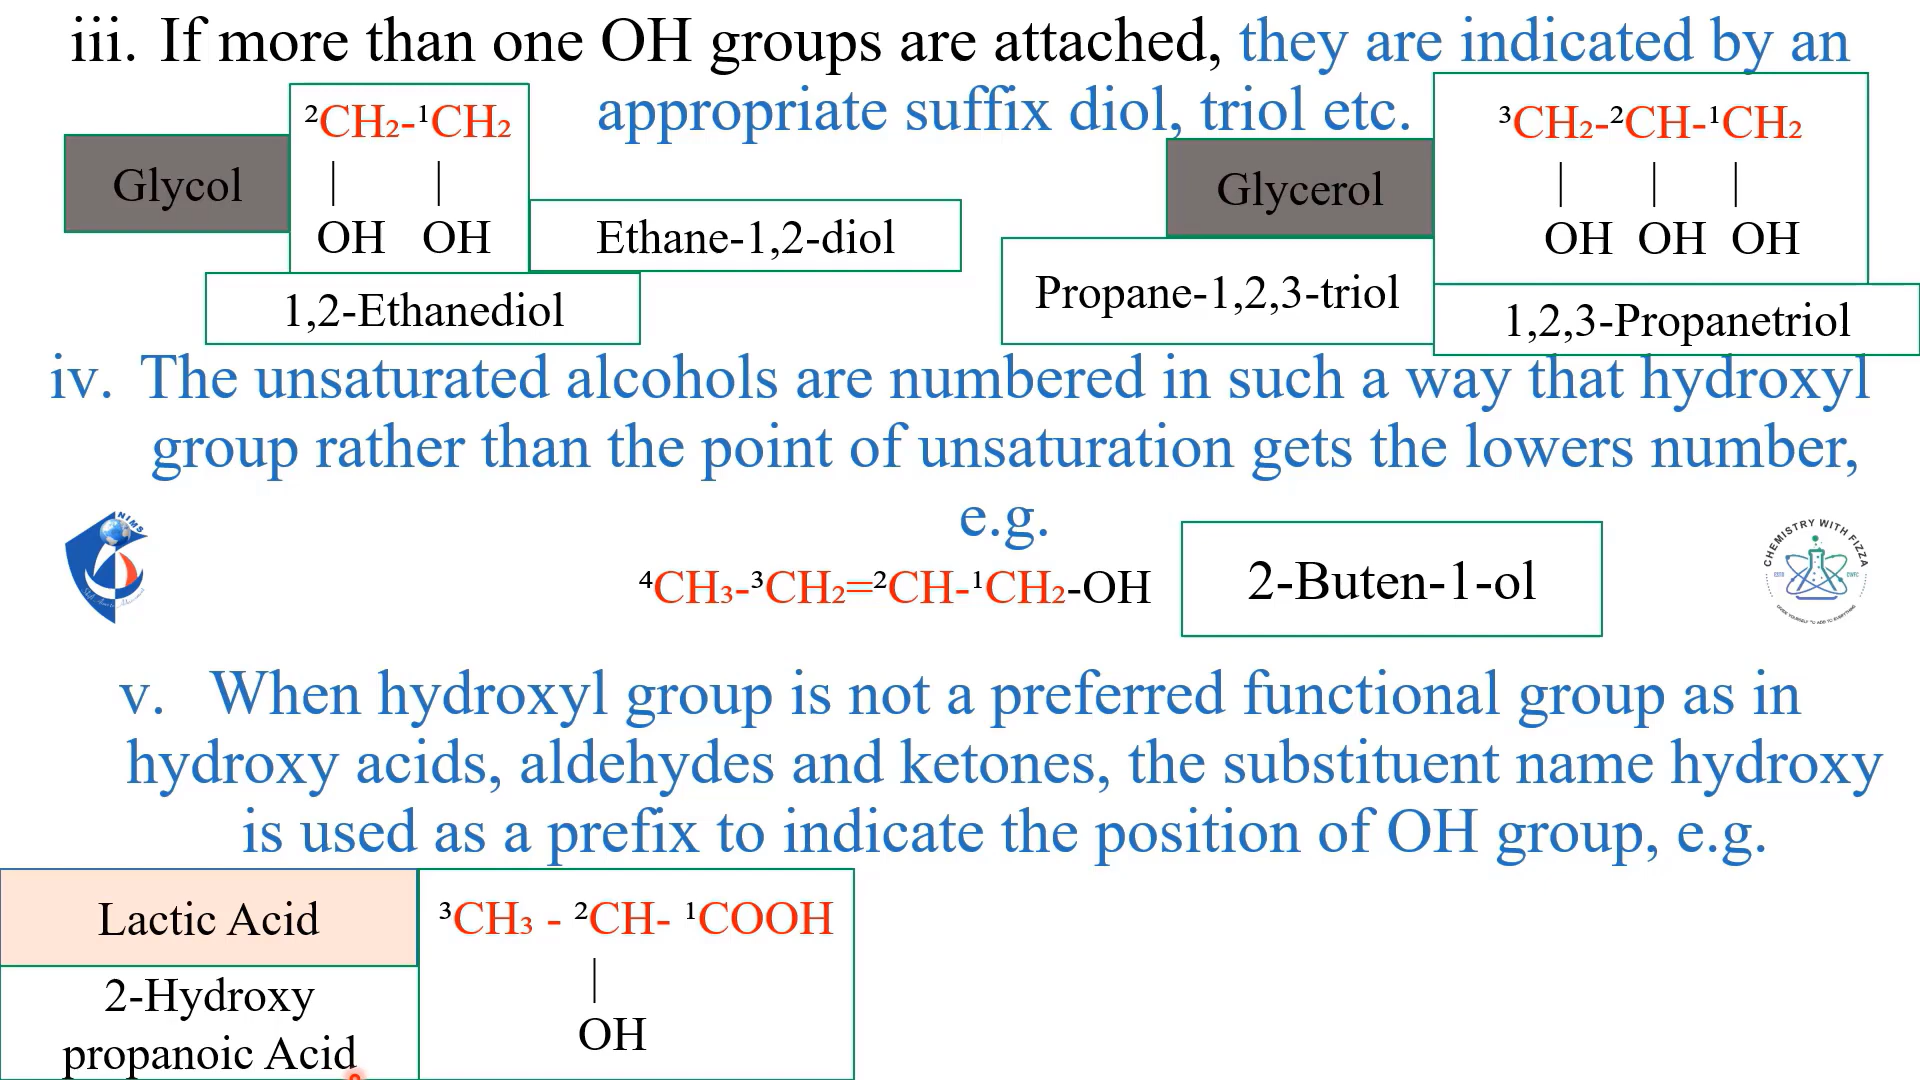 iii. If more than one OH groups are attached, they are indicated by an
appropriate suffix diol, triol etc.
Glycol
²CH₂-¹CH₂
| |
OH OH
Ethane-1,2-diol
1,2-Ethanediol
Glycerol
³CH₂-²CH-¹CH₂
| | |
OH OH OH
Propane-1,2,3-triol
1,2,3-Propanetriol
iv. The unsaturated alcohols are numbered in such a way that hydroxyl
group rather than the point of unsaturation gets the lowers number,
e.g.
⁴CH₃-³CH₂=²CH-¹CH₂-OH
2-Buten-1-ol
NIMS
CHEMISTRY WITH FIZZA
v. When hydroxyl group is not a preferred functional group as in
hydroxy acids, aldehydes and ketones, the substituent name hydroxy
is used as a prefix to indicate the position of OH group, e.g.
Lactic Acid
2-Hydroxy
propanoic Acid
³CH₃ - ²CH- ¹COOH
|
OH